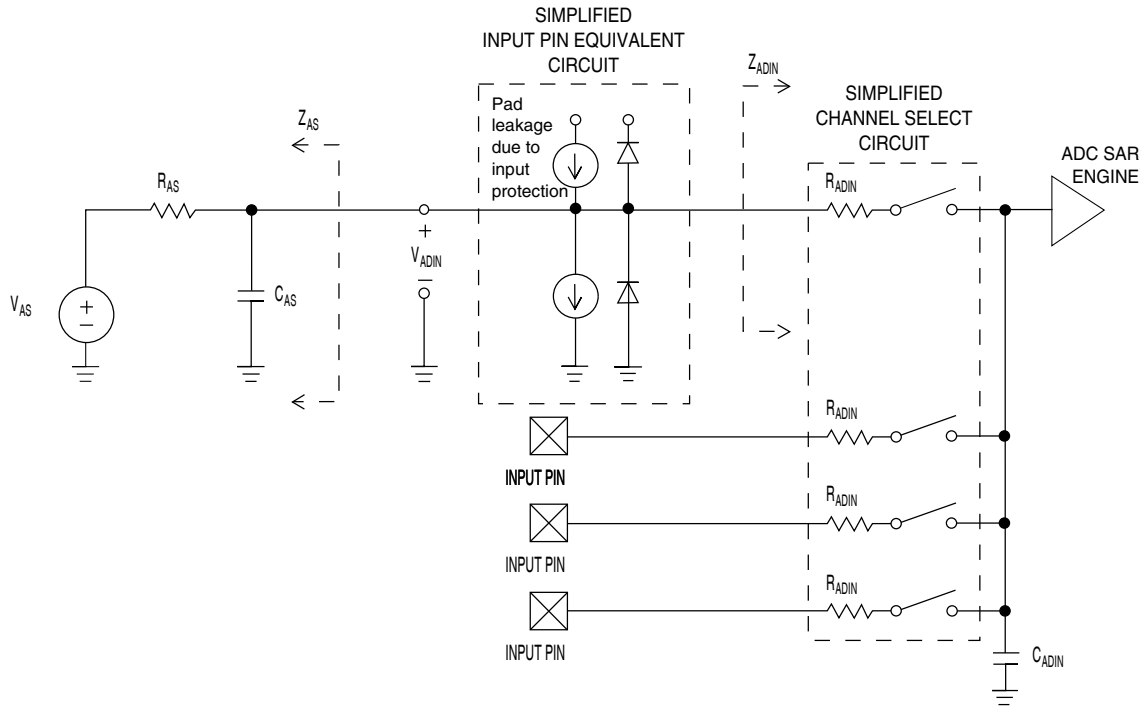 SIMPLIFIED
INPUT PIN EQUIVALENT
CIRCUIT
Z_ADIN
SIMPLIFIED
CHANNEL SELECT
CIRCUIT
Pad
leakage
due to
input
protection
Z_AS
R_AS
R_ADIN
ADC SAR
ENGINE
+
V_ADIN
–
C_AS
V_AS
+
–
R_ADIN
INPUT PIN
R_ADIN
INPUT PIN
R_ADIN
INPUT PIN
C_ADIN